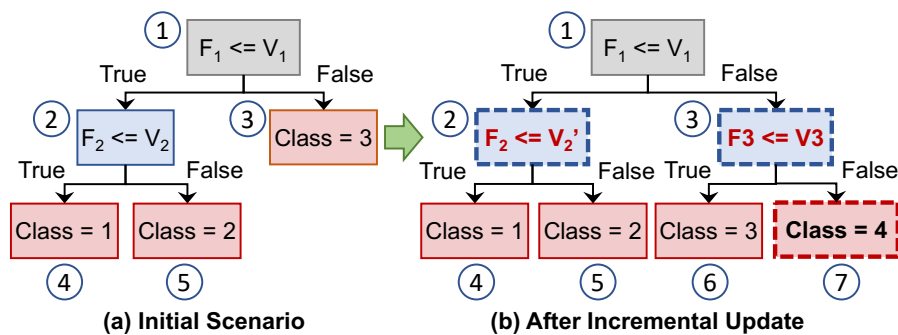 1
F1 <= V1
True
False
2
F2 <= V2
3
Class = 3
True
False
Class = 1
Class = 2
4
5
(a) Initial Scenario
1
F1 <= V1
True
False
2
F2 <= V2’
3
F3 <= V3
True
False
True
False
Class = 1
Class = 2
Class = 3
Class = 4
4
5
6
7
(b) After Incremental Update